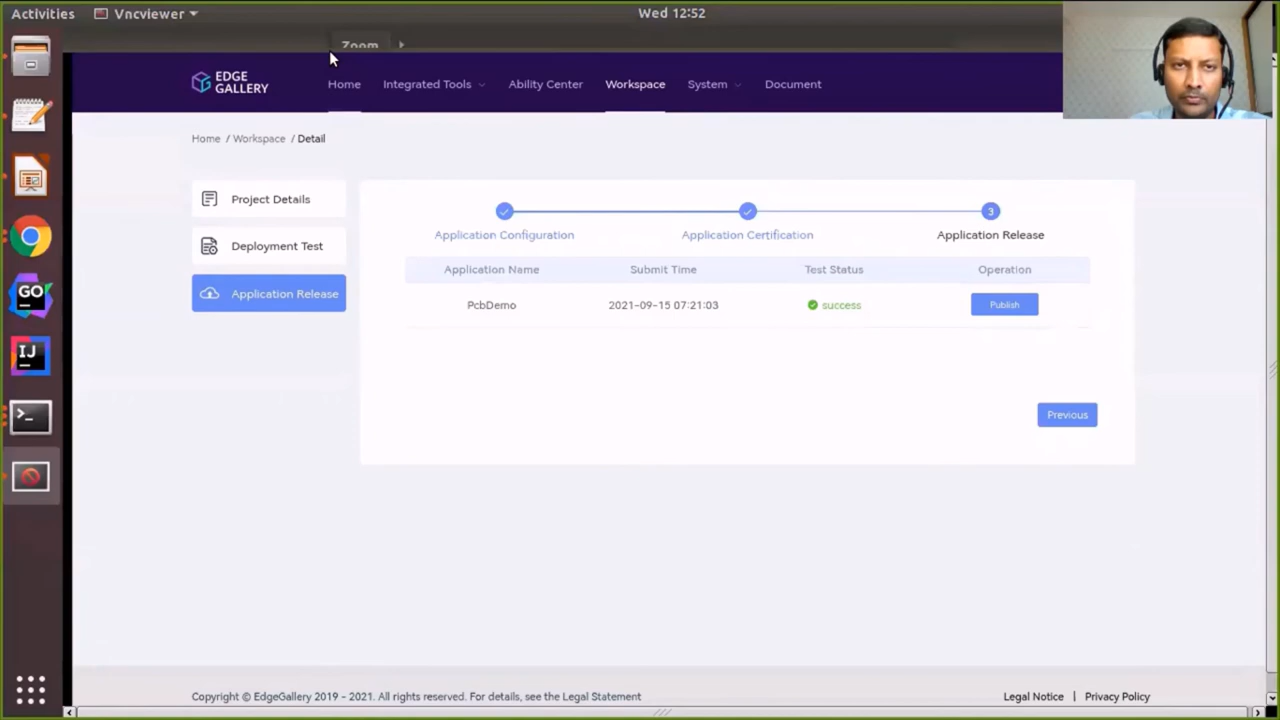 Activities Vncviewer Wed 12:52
Zoom
EDGE GALLERY Home Integrated Tools Ability Center Workspace System Document
Home / Workspace / Detail
Project Details
Deployment Test
Application Release
3
Application Configuration Application Certification Application Release
Application Name Submit Time Test Status Operation
PcbDemo 2021-09-15 07:21:03 success Publish
Previous
GO
IJ
>_
Copyright © EdgeGallery 2019 - 2021. All rights reserved. For details, see the Legal Statement Legal Notice | Privacy Policy